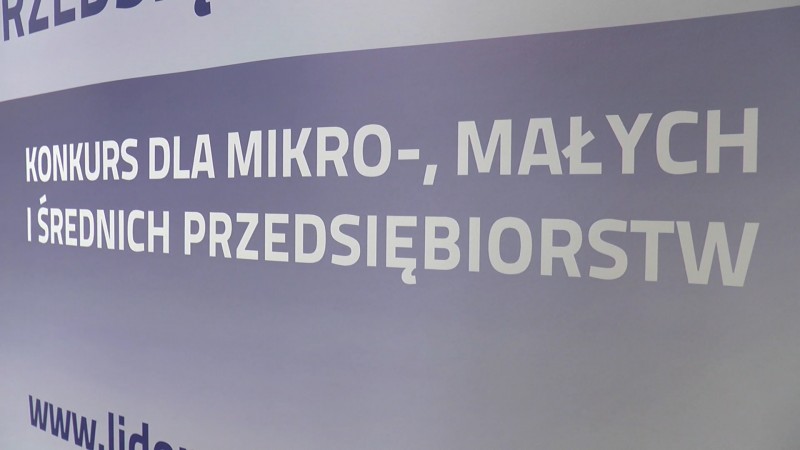 KONKURS DLA MIKRO-, MAŁYCH
I ŚREDNICH PRZEDSIĘBIORSTW